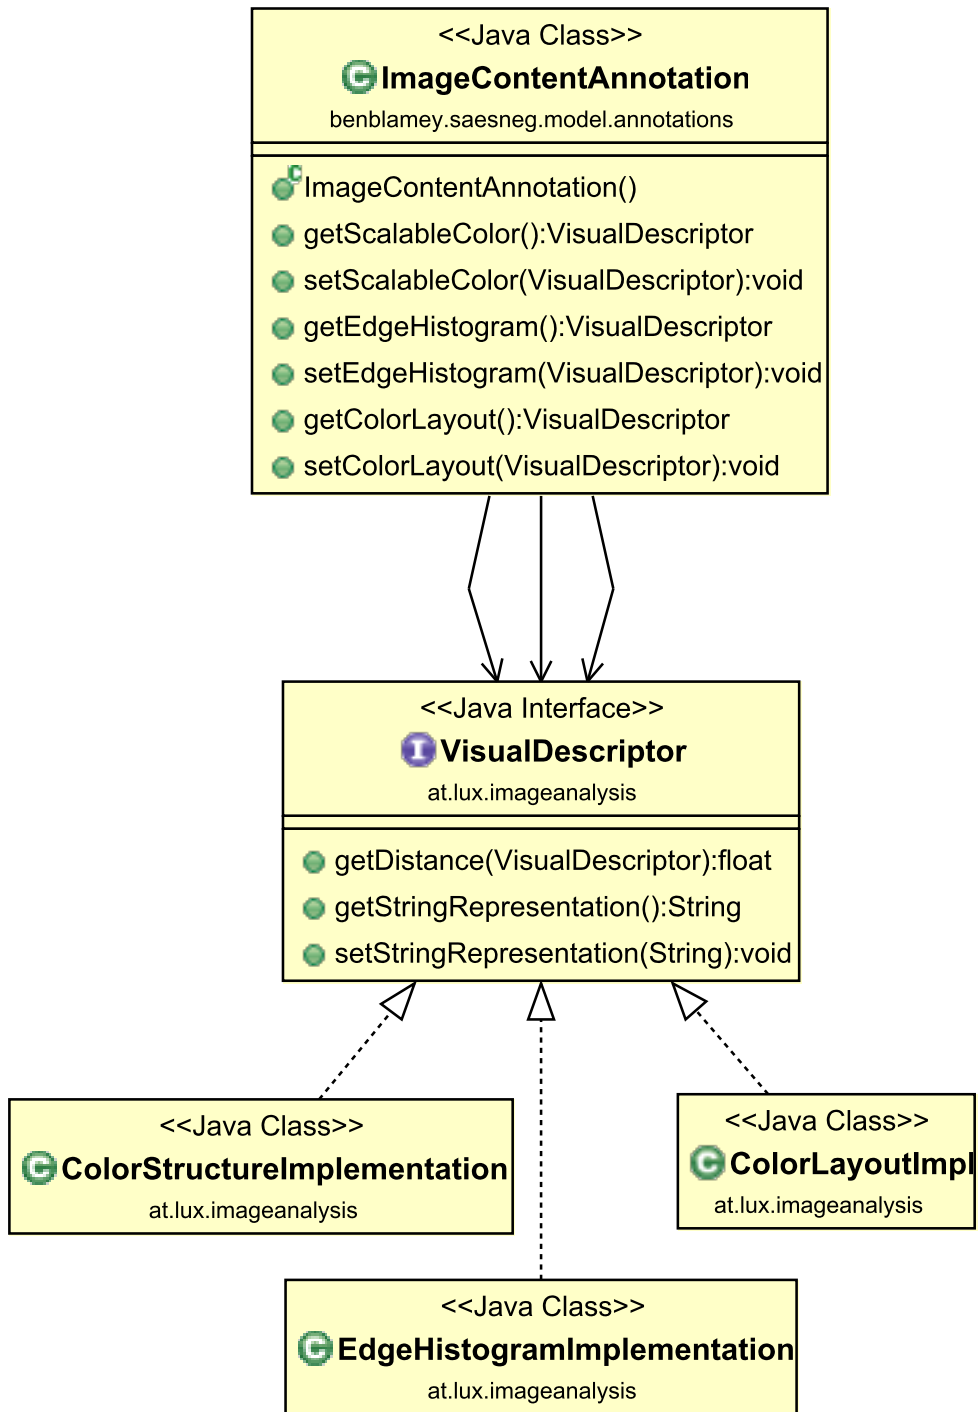 <<Java Class>>
ImageContentAnnotation
benblamey.saesneg.model.annotations
ImageContentAnnotation()
getScalableColor():VisualDescriptor
setScalableColor(VisualDescriptor):void
getEdgeHistogram():VisualDescriptor
setEdgeHistogram(VisualDescriptor):void
getColorLayout():VisualDescriptor
setColorLayout(VisualDescriptor):void
<<Java Interface>>
VisualDescriptor
at.lux.imageanalysis
getDistance(VisualDescriptor):float
getStringRepresentation():String
setStringRepresentation(String):void
<<Java Class>>
ColorStructureImplementation
at.lux.imageanalysis
<<Java Class>>
ColorLayoutImpl
at.lux.imageanalysis
<<Java Class>>
EdgeHistogramImplementation
at.lux.imageanalysis